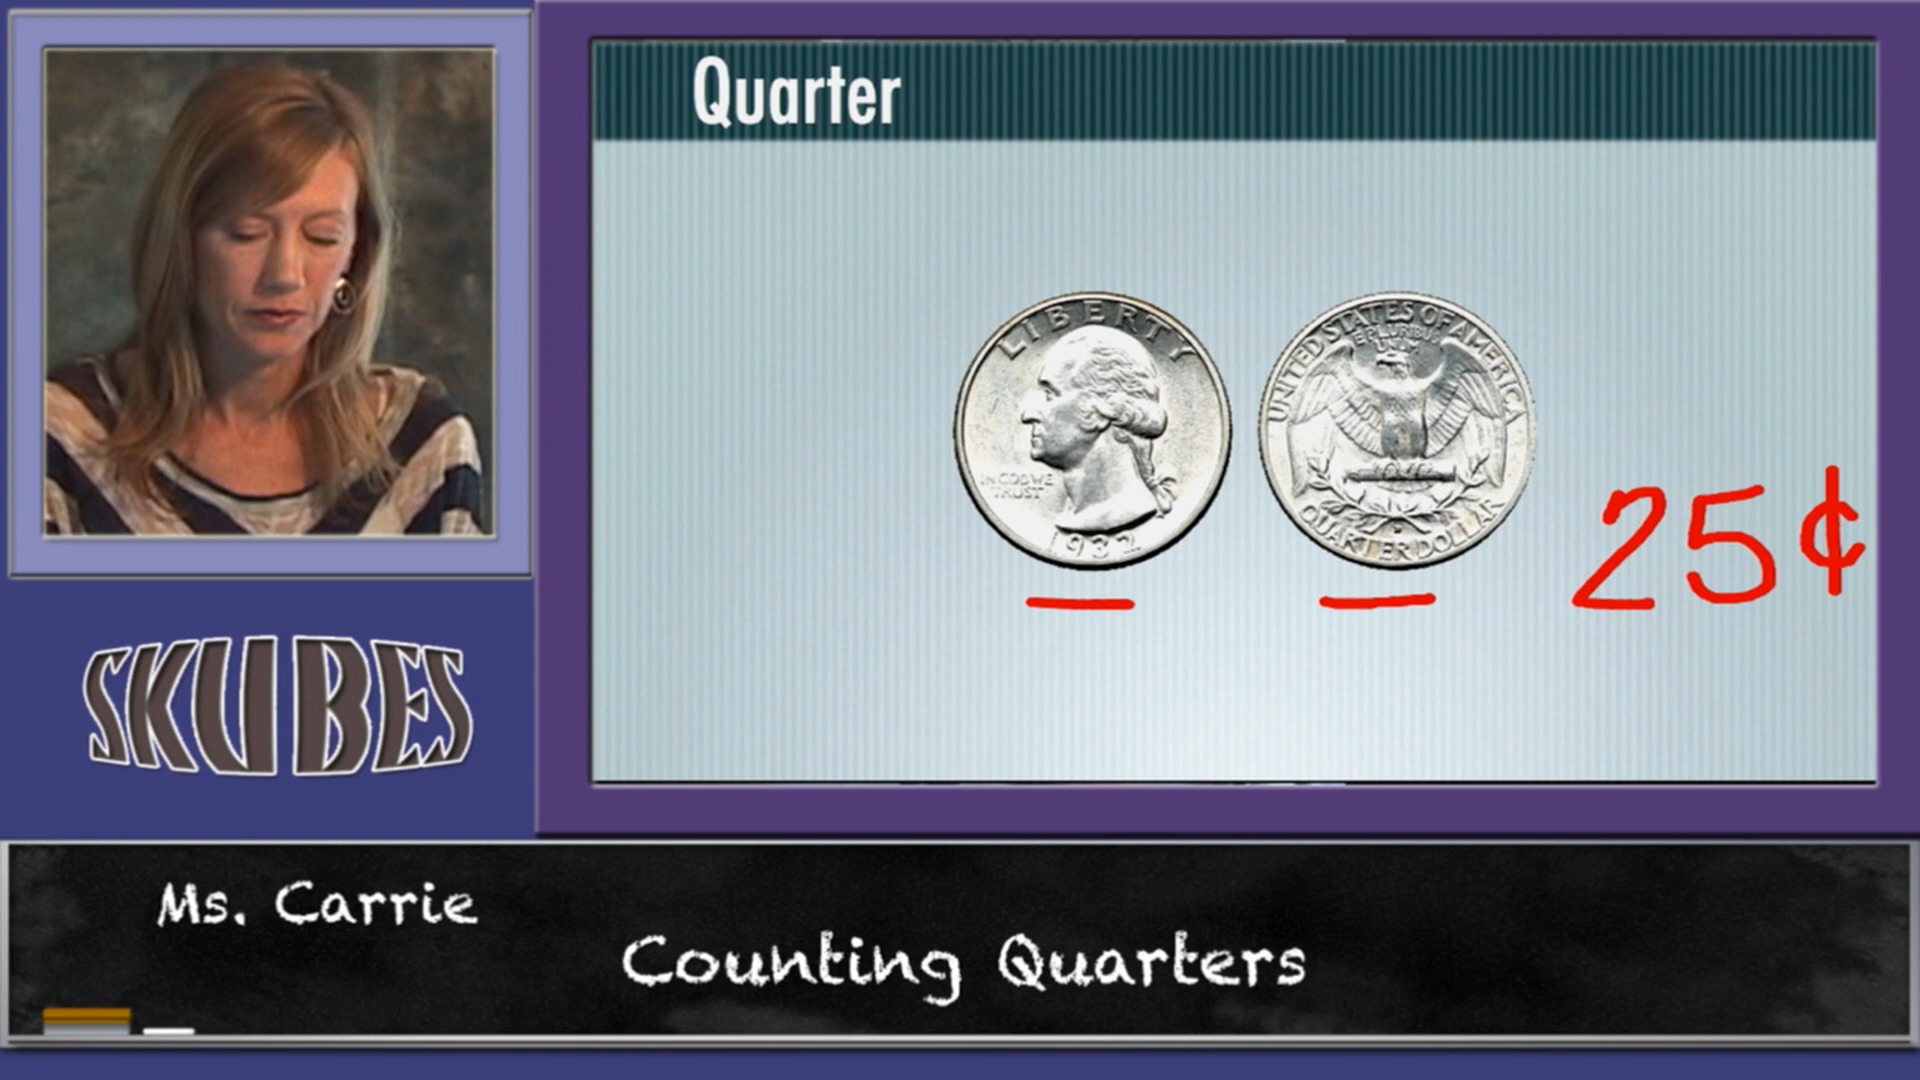 Quarter
LIBERTY
IN GOD WE
TRUST
1932
UNITED STATES OF AMERICA
E PLURIBUS
UNUM
QUARTER DOLLAR
25¢
SKUBES
Ms. Carrie
Counting Quarters